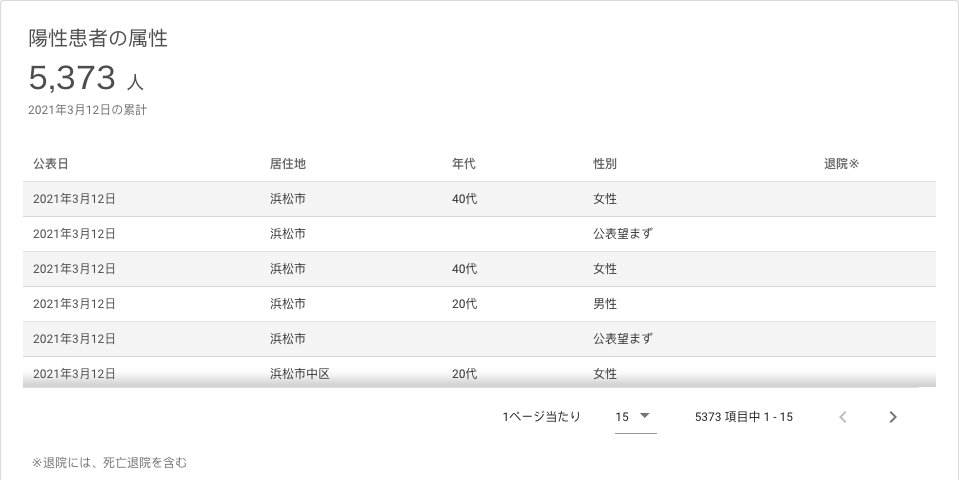 陽性患者の属性
5,373 人
2021年3月12日の累計
公表日 居住地 年代 性別 退院※
2021年3月12日 浜松市 40代 女性
2021年3月12日 浜松市 公表望まず
2021年3月12日 浜松市 40代 女性
2021年3月12日 浜松市 20代 男性
2021年3月12日 浜松市 公表望まず
2021年3月12日 浜松市中区 20代 女性
1ページ当たり 15 5373 項目中 1 - 15
※退院には、死亡退院を含む